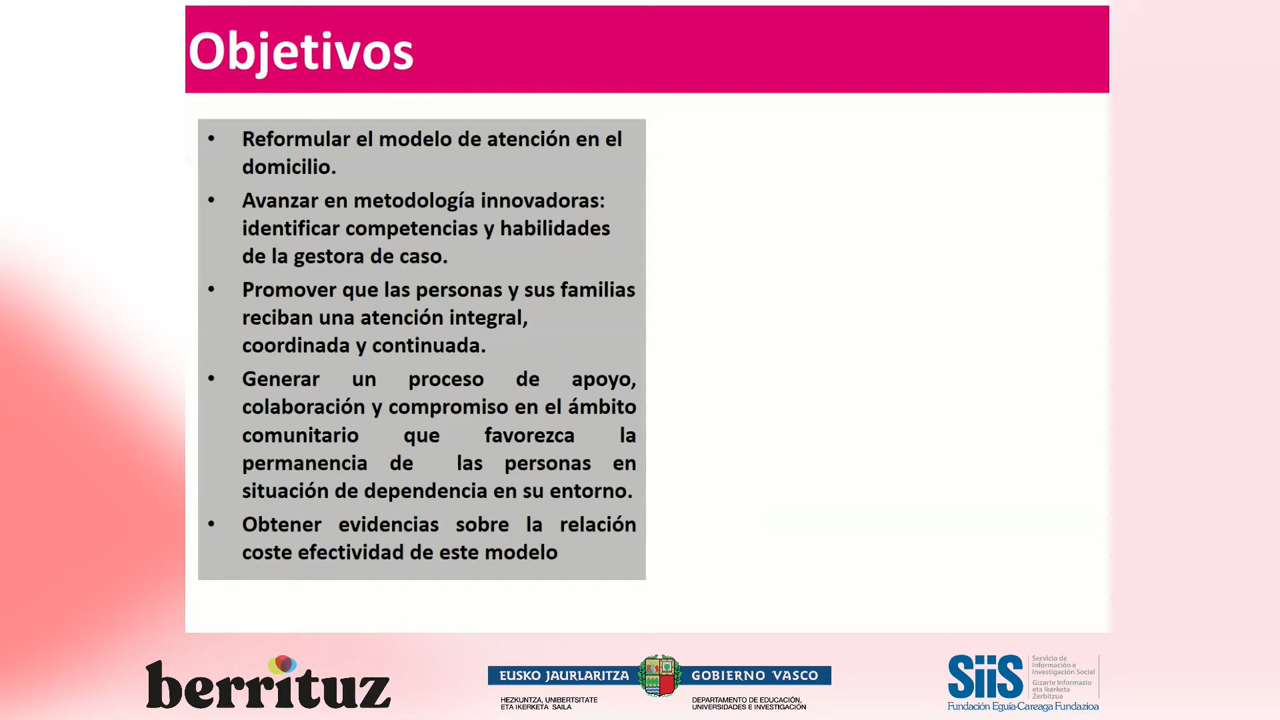 Objetivos
• Reformular el modelo de atención en el
domicilio.
• Avanzar en metodología innovadoras:
identificar competencias y habilidades
de la gestora de caso.
• Promover que las personas y sus familias
reciban una atención integral,
coordinada y continuada.
• Generar un proceso de apoyo,
colaboración y compromiso en el ámbito
comunitario que favorezca la
permanencia de las personas en
situación de dependencia en su entorno.
• Obtener evidencias sobre la relación
coste efectividad de este modelo
berrituz
EUSKO JAURLARITZA GOBIERNO VASCO
HEZKUNTZA, UNIBERTSITATE
ETA IKERKETA SAILA
DEPARTAMENTO DE EDUCACIÓN,
UNIVERSIDADES E INVESTIGACIÓN
SiiS
Servicio de
Información e
Investigación Social
Gizarte Informazio
eta Ikerketa
Zerbitzua
Fundación Eguía-Careaga Fundazioa